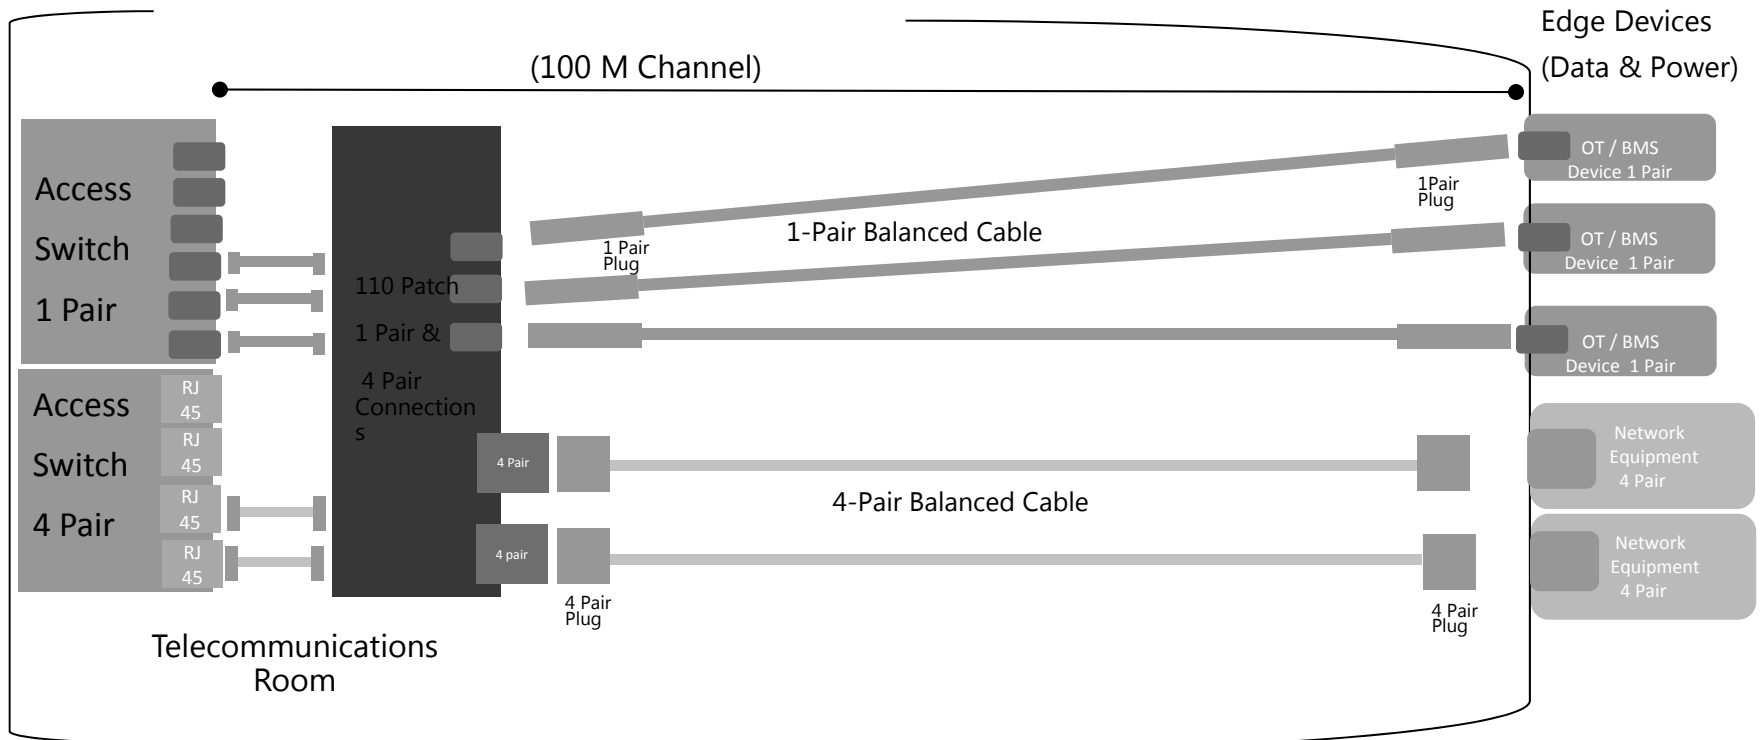 Edge Devices
(Data & Power)
(100 M Channel)
Access
Switch
1 Pair
Access
Switch
4 Pair
RJ
45
RJ
45
RJ
45
RJ
45
110 Patch
1 Pair &
4 Pair
Connection
s
4 Pair
4 pair
1 Pair
Plug
1-Pair Balanced Cable
1Pair
Plug
4-Pair Balanced Cable
4 Pair
Plug
4 Pair
Plug
OT / BMS
Device 1 Pair
OT / BMS
Device 1 Pair
OT / BMS
Device 1 Pair
Network
Equipment
4 Pair
Network
Equipment
4 Pair
Telecommunications
Room